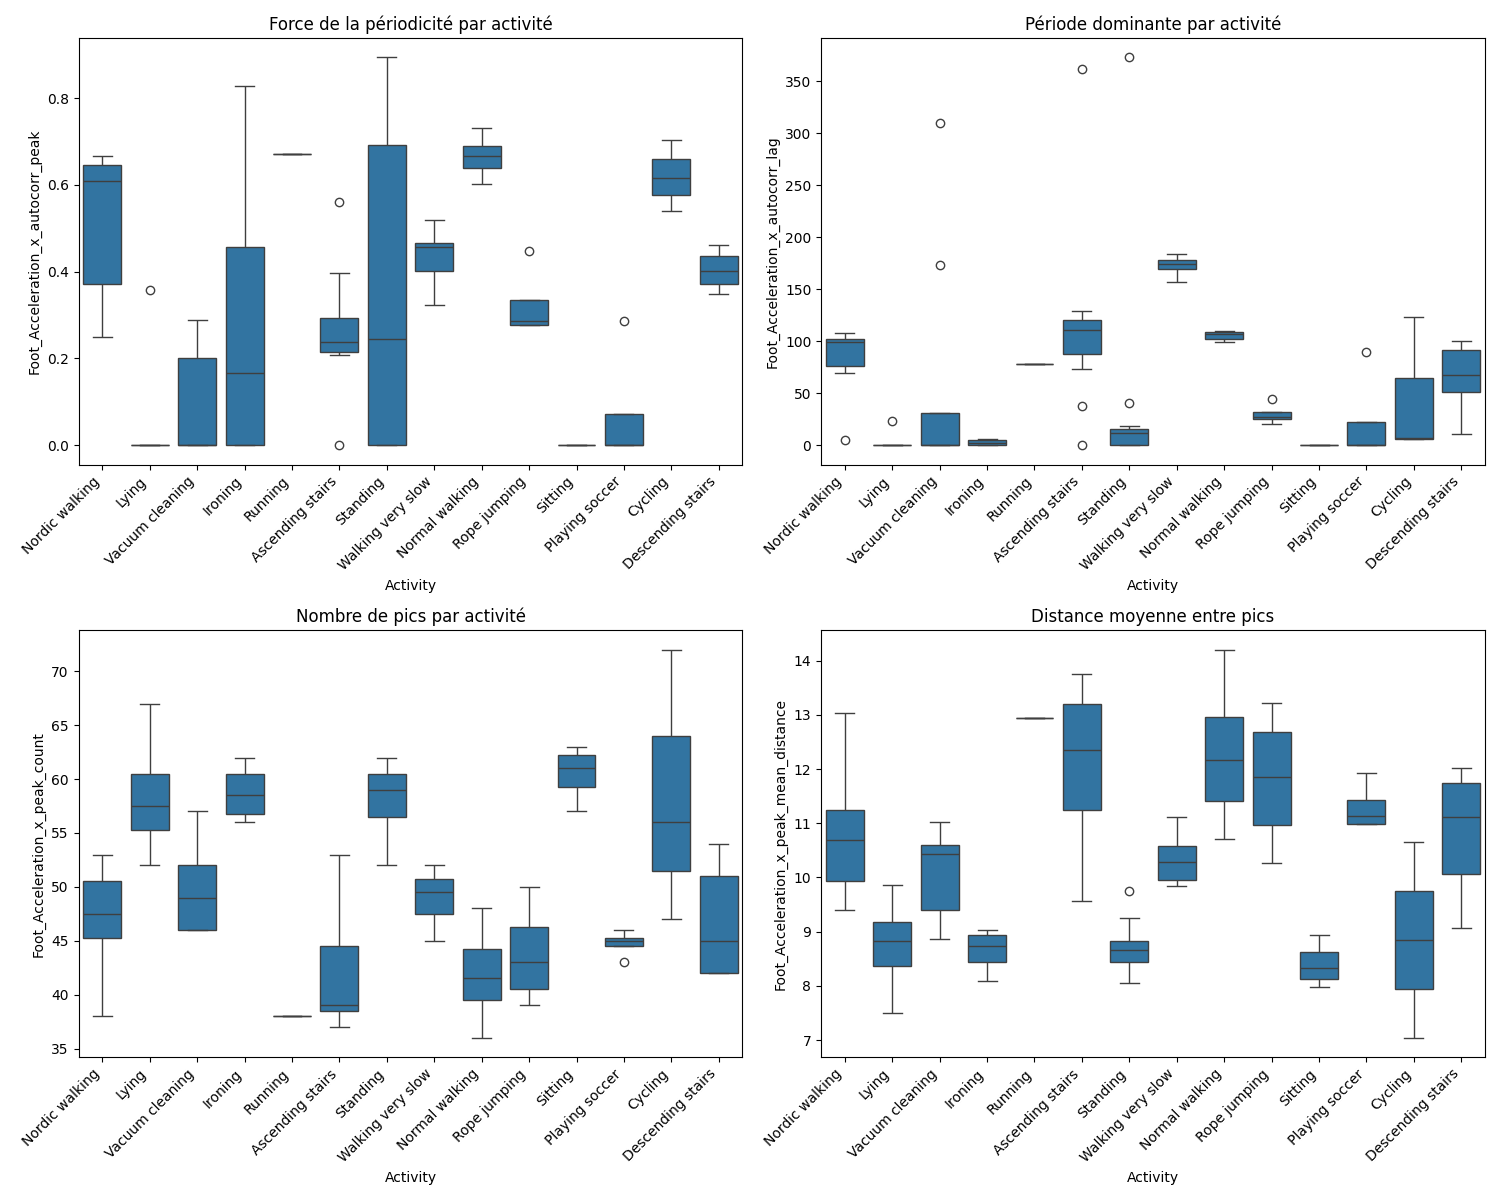 Force de la périodicité par activité
Foot_Acceleration_x_autocorr_peak
0.8
0.6
0.4
0.2
0.0
Nordic walking
Lying
Vacuum cleaning
Ironing
Running
Ascending stairs
Standing
Walking very slow
Normal walking
Rope jumping
Sitting
Playing soccer
Cycling
Descending stairs
Activity
Période dominante par activité
Foot_Acceleration_x_autocorr_lag
350
300
250
200
150
100
50
0
Nordic walking
Lying
Vacuum cleaning
Ironing
Running
Ascending stairs
Standing
Walking very slow
Normal walking
Rope jumping
Sitting
Playing soccer
Cycling
Descending stairs
Activity
Nombre de pics par activité
Foot_Acceleration_x_peak_count
70
65
60
55
50
45
40
35
Nordic walking
Lying
Vacuum cleaning
Ironing
Running
Ascending stairs
Standing
Walking very slow
Normal walking
Rope jumping
Sitting
Playing soccer
Cycling
Descending stairs
Activity
Distance moyenne entre pics
Foot_Acceleration_x_peak_mean_distance
14
13
12
11
10
9
8
7
Nordic walking
Lying
Vacuum cleaning
Ironing
Running
Ascending stairs
Standing
Walking very slow
Normal walking
Rope jumping
Sitting
Playing soccer
Cycling
Descending stairs
Activity